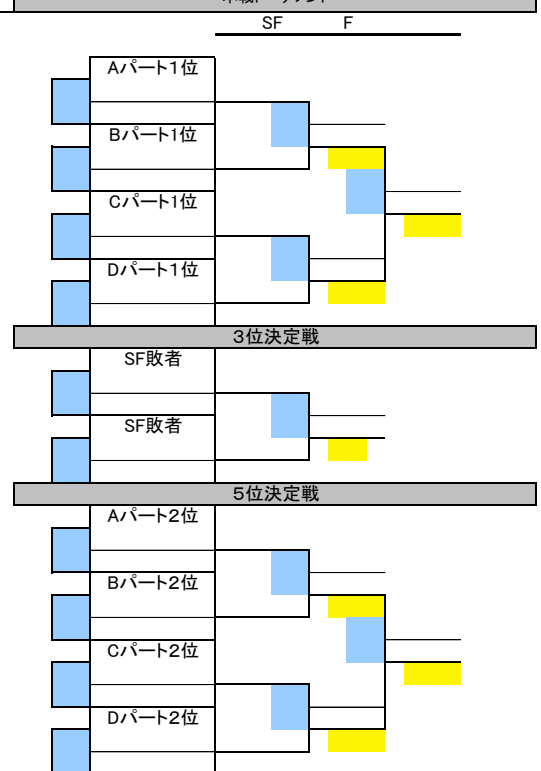 SF F
Aパート1位
Bパート1位
Cパート1位
Dパート1位
3位決定戦
SF敗者
SF敗者
5位決定戦
Aパート2位
Bパート2位
Cパート2位
Dパート2位